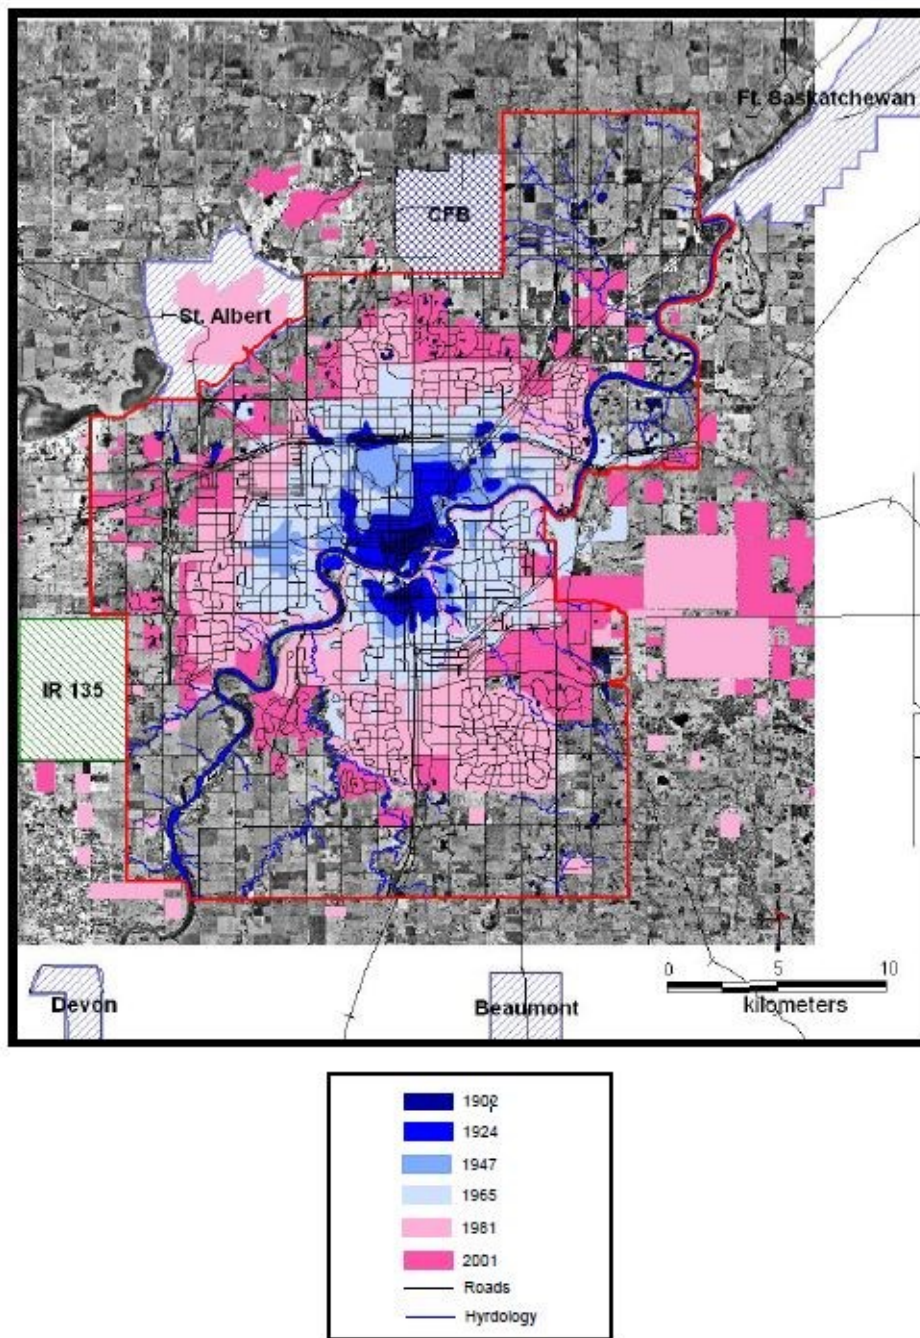 Ft. Saskatchewan
CFB
St. Albert
IR 135
Devon
Beaumont
0 5 10
kilometers
1902
1924
1947
1965
1981
2001
Roads
Hyrdology